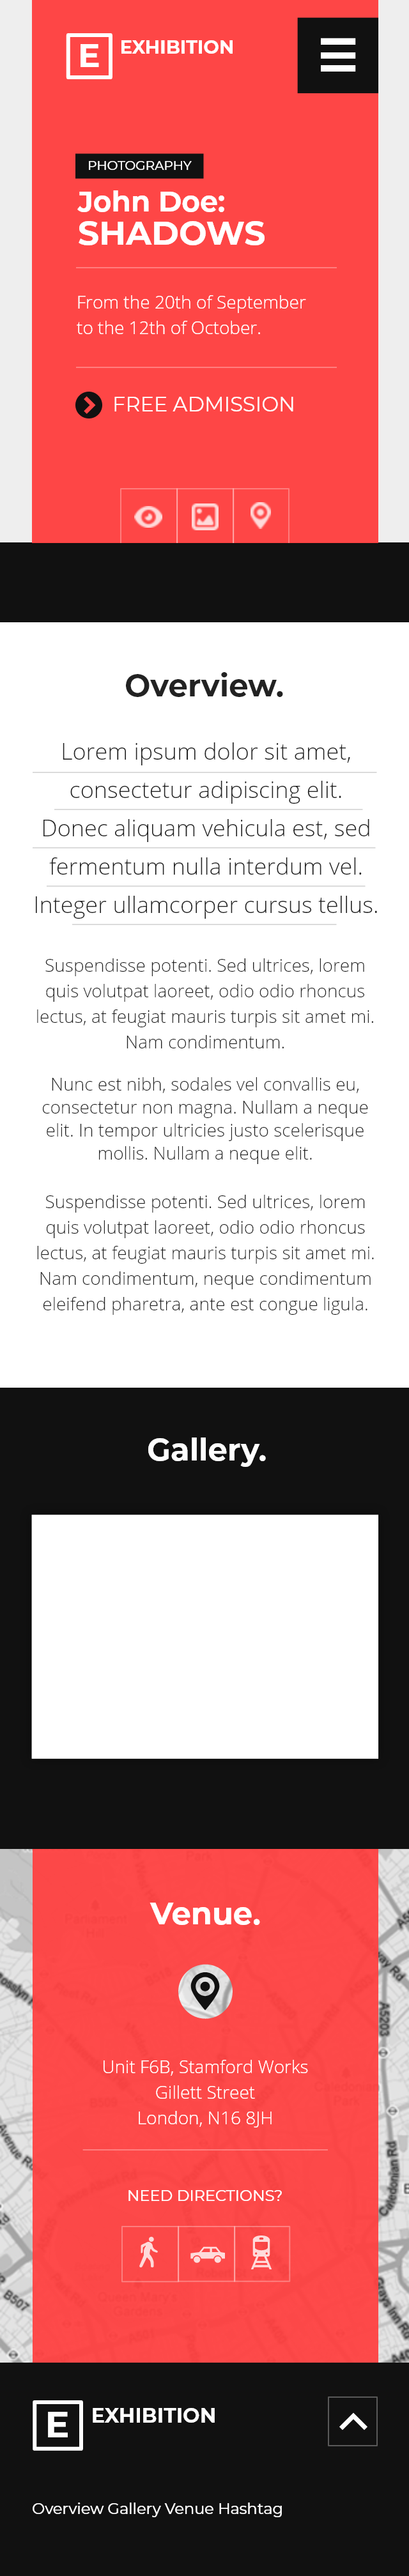 E EXHIBITION
PHOTOGRAPHY
John Doe:
SHADOWS
From the 20th of September
to the 12th of October.
FREE ADMISSION
Overview.
Lorem ipsum dolor sit amet,
consectetur adipiscing elit.
Donec aliquam vehicula est, sed
fermentum nulla interdum vel.
Integer ullamcorper cursus tellus.
Suspendisse potenti. Sed ultrices, lorem
quis volutpat laoreet, odio odio rhoncus
lectus, at feugiat mauris turpis sit amet mi.
Nam condimentum.
Nunc est nibh, sodales vel convallis eu,
consectetur non magna. Nullam a neque
elit. In tempor ultricies justo scelerisque
mollis. Nullam a neque elit.
Suspendisse potenti. Sed ultrices, lorem
quis volutpat laoreet, odio odio rhoncus
lectus, at feugiat mauris turpis sit amet mi.
Nam condimentum, neque condimentum
eleifend pharetra, ante est congue ligula.
Gallery.
Venue.
A5203
Unit F6B, Stamford Works
Gillett Street
London, N16 8JH
NEED DIRECTIONS?
B507
E EXHIBITION
Overview Gallery Venue Hashtag